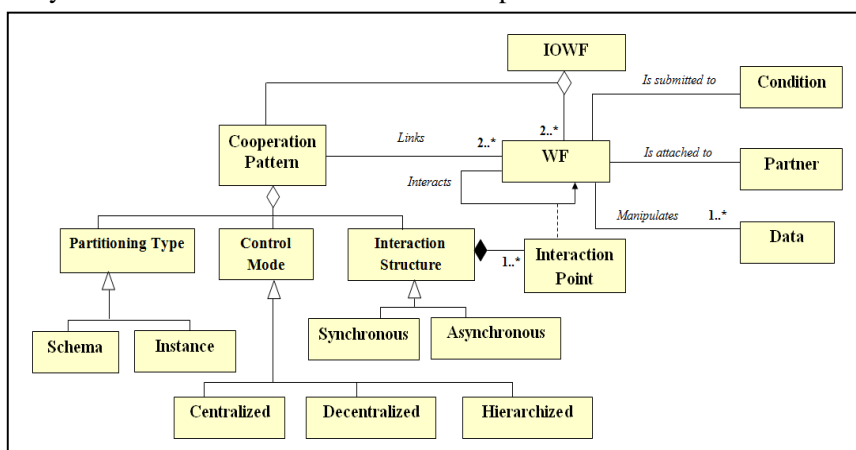 IOWF
Is submitted to
Condition
Cooperation
Pattern
Links
2..*
2..*
WF
Is attached to
Partner
Interacts
Manipulates
1..*
Data
Partitioning Type
Control
Mode
Interaction
Structure
1..*
Interaction
Point
Synchronous
Asynchronous
Schema
Instance
Centralized
Decentralized
Hierarchized